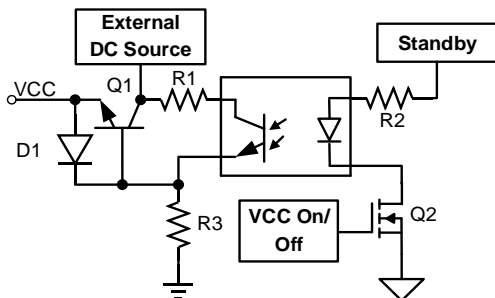 External
DC Source
Standby
VCC
Q1
R1
R2
D1
R3
VCC On/
Off
Q2